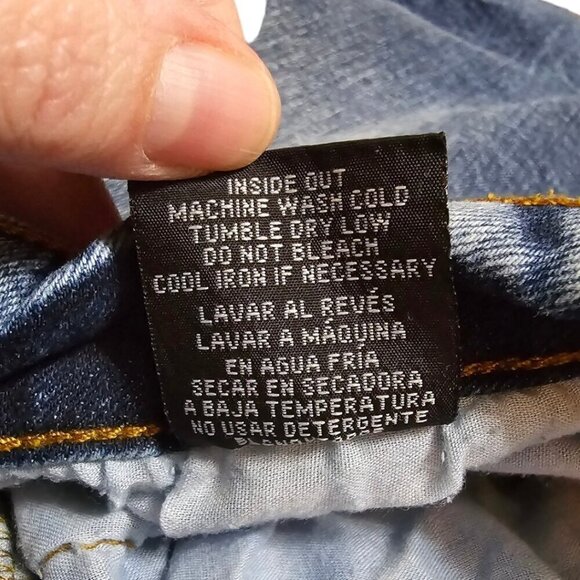 INSIDE OUT
MACHINE WASH COLD
TUMBLE DRY LOW
DO NOT BLEACH
COOL IRON IF NECESSARY
LAVAR AL REVÉS
LAVAR A MÁQUINA
EN AGUA FRÍA
SECAR EN SECADORA
A BAJA TEMPERATURA
NO USAR DETERGENTE